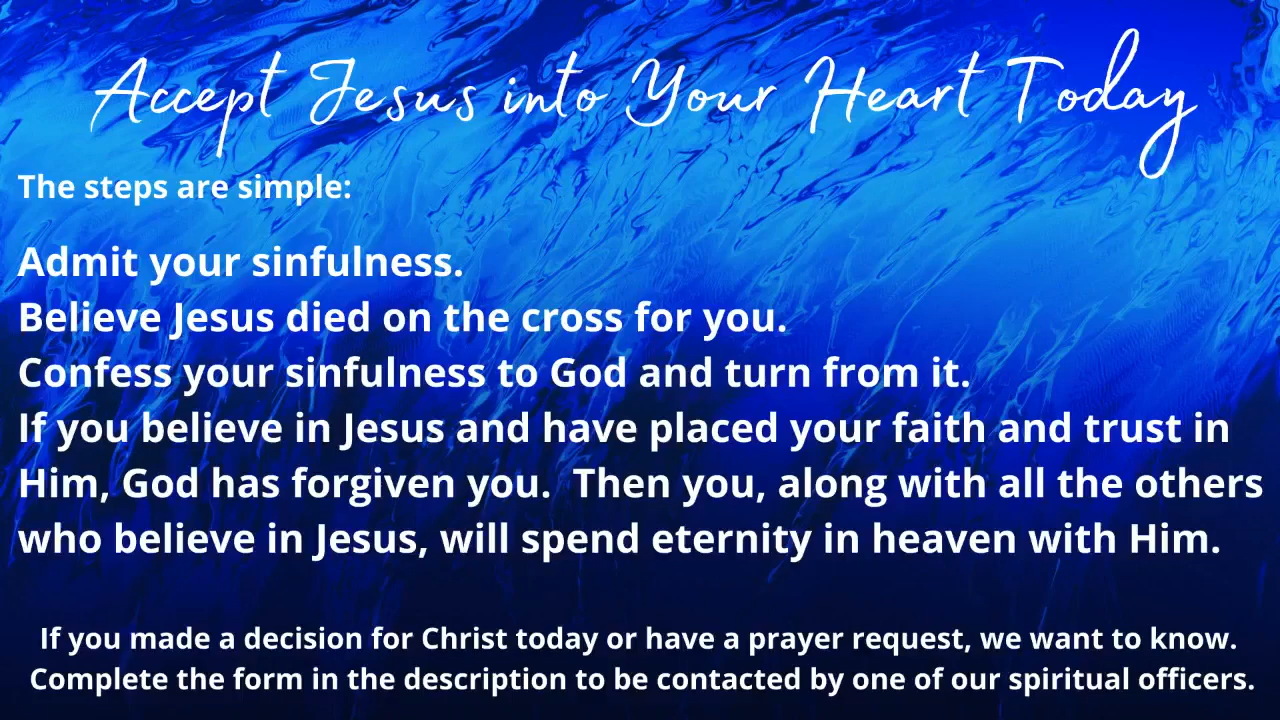 Accept Jesus into Your Heart Today
The steps are simple:
Admit your sinfulness.
Believe Jesus died on the cross for you.
Confess your sinfulness to God and turn from it.
If you believe in Jesus and have placed your faith and trust in
Him, God has forgiven you.  Then you, along with all the others
who believe in Jesus, will spend eternity in heaven with Him.
If you made a decision for Christ today or have a prayer request, we want to know.
Complete the form in the description to be contacted by one of our spiritual officers.